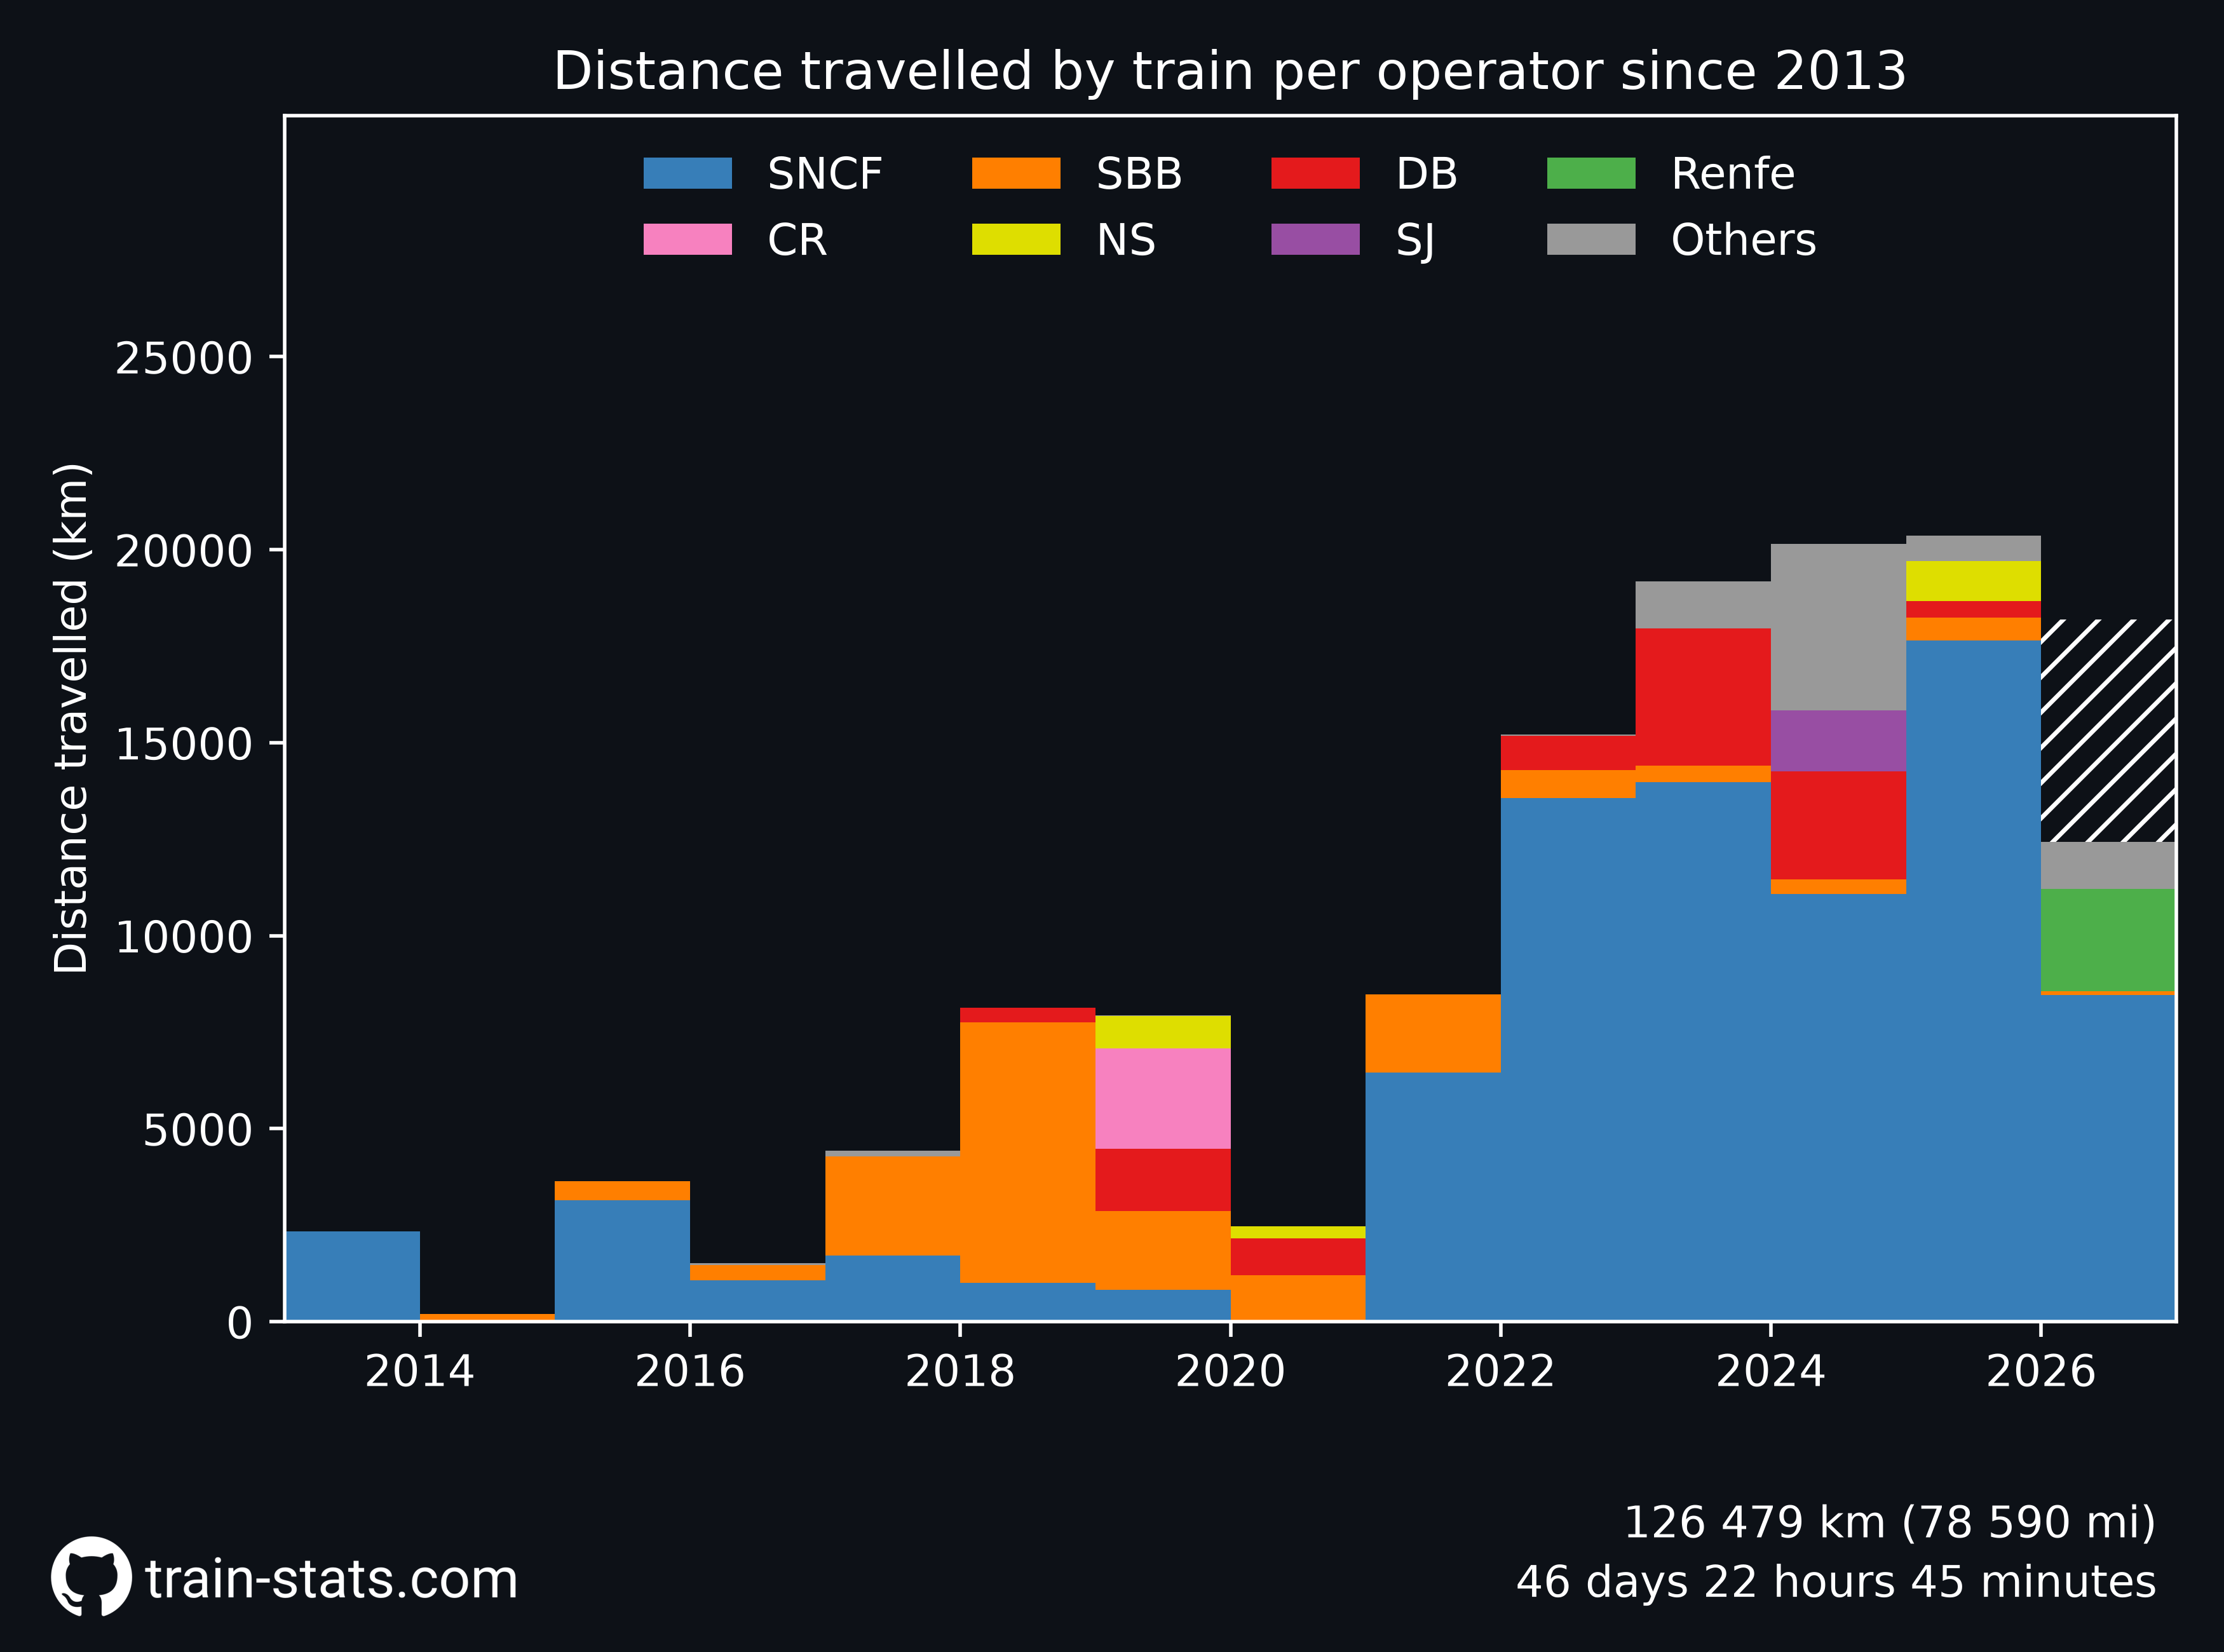 Distance travelled by train per operator since 2013
SNCF SBB DB Renfe
CR NS SJ Others
Distance travelled (km)
25000
20000
15000
10000
5000
0
2014 2016 2018 2020 2022 2024 2026
126 479 km (78 590 mi)
46 days 22 hours 45 minutes
train-stats.com